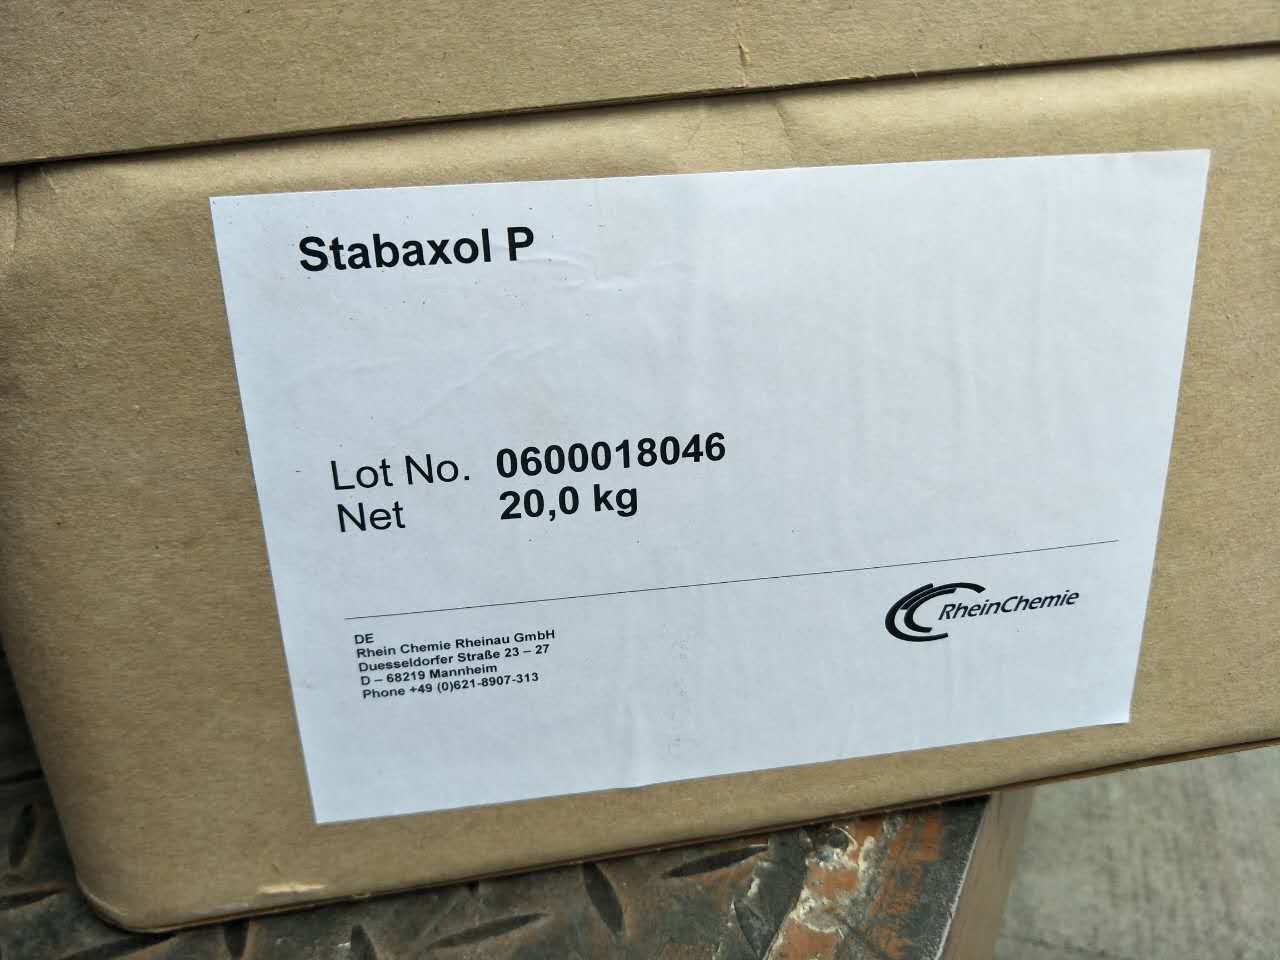 Stabaxol P
Lot No. 0600018046
Net 20,0 kg
RheinChemie
DE
Rhein Chemie Rheinau GmbH
Duesseldorfer Straße 23 – 27
D – 68219 Mannheim
Phone +49 (0)621-8907-313